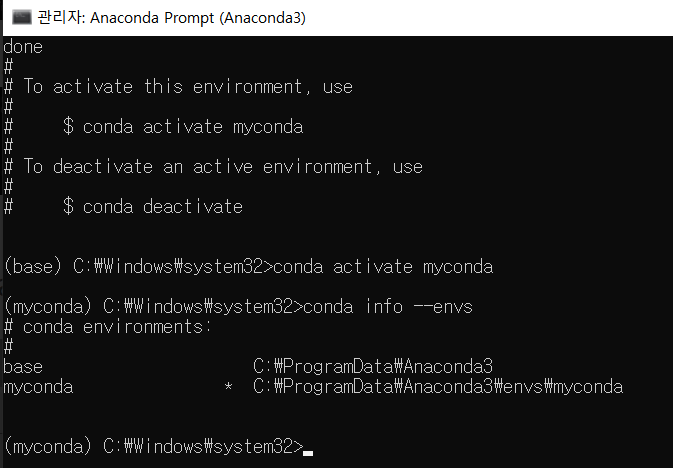 관리자: Anaconda Prompt (Anaconda3)
done
#
# To activate this environment, use
#
#     $ conda activate myconda
#
# To deactivate an active environment, use
#
#     $ conda deactivate
(base) C:₩Windows₩system32>conda activate myconda
(myconda) C:₩Windows₩system32>conda info --envs
# conda environments:
#
base                     C:₩ProgramData₩Anaconda3
myconda               *  C:₩ProgramData₩Anaconda3₩envs₩myconda
(myconda) C:₩Windows₩system32>